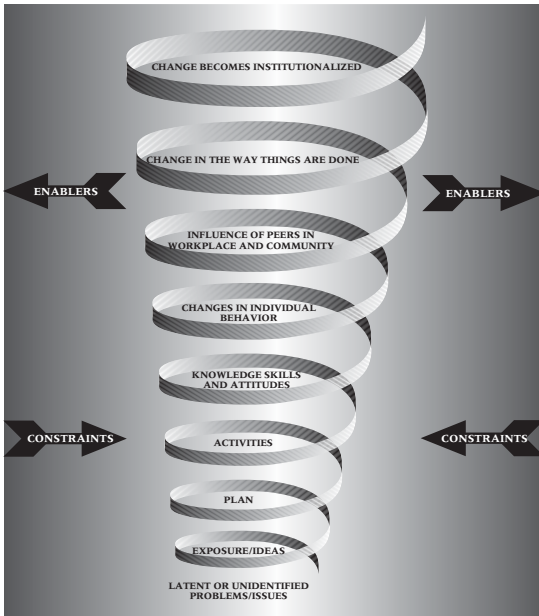 CHANGE BECOMES INSTITUTIONALIZED
CHANGE IN THE WAY THINGS ARE DONE
ENABLERS
ENABLERS
INFLUENCE OF PEERS IN
WORKPLACE AND COMMUNITY
CHANGES IN INDIVIDUAL
BEHAVIOR
KNOWLEDGE SKILLS
AND ATTITUDES
CONSTRAINTS
ACTIVITIES
CONSTRAINTS
PLAN
EXPOSURE/IDEAS
LATENT OR UNIDENTIFIED
PROBLEMS/ISSUES